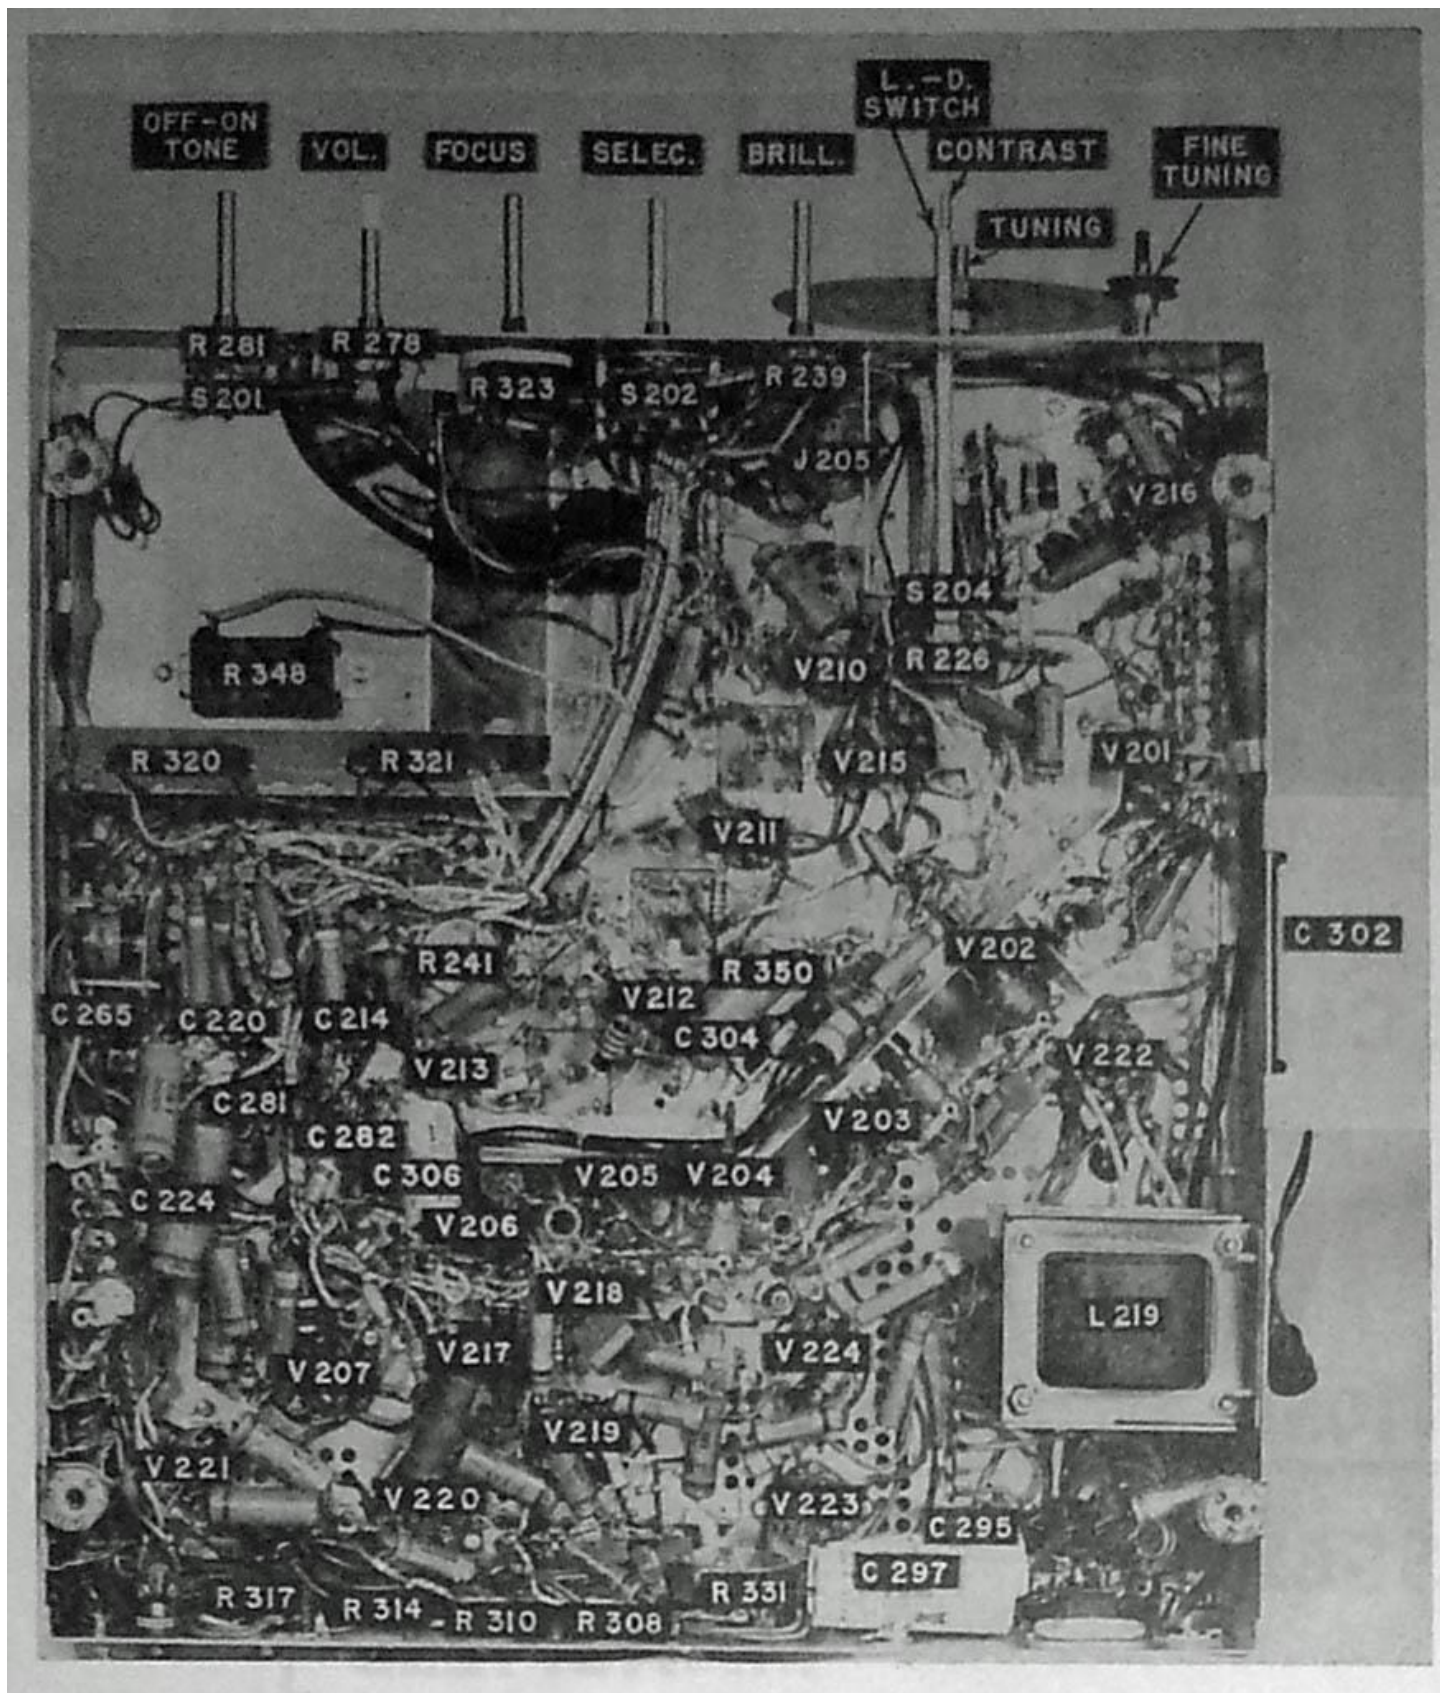 L.-D.
SWITCH
OFF-ON
TONE
VOL.
FOCUS
SELEC.
BRILL.
CONTRAST
FINE
TUNING
TUNING
R 281
R 278
S 201
R 323
S 202
R 239
J 205
V 216
S 204
R 348
V 210
R 226
R 320
R 321
V 215
V 201
V 211
R 241
R 350
V 202
C 302
C 265
C 220
C 214
V 212
C 304
V 213
V 222
C 281
C 282
V 203
C 306
V 205
V 204
C 224
V 206
V 218
L 219
V 207
V 217
V 224
V 219
V 221
V 220
V 223
C 295
C 297
R 317
R 314
R 310
R 308
R 331